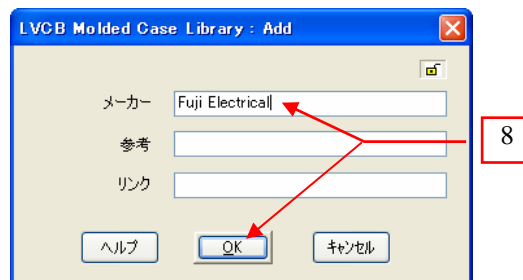 LVCB Molded Case Library : Add
メーカー Fuji Electrical
8
参考
リンク
ヘルプ OK キャンセル